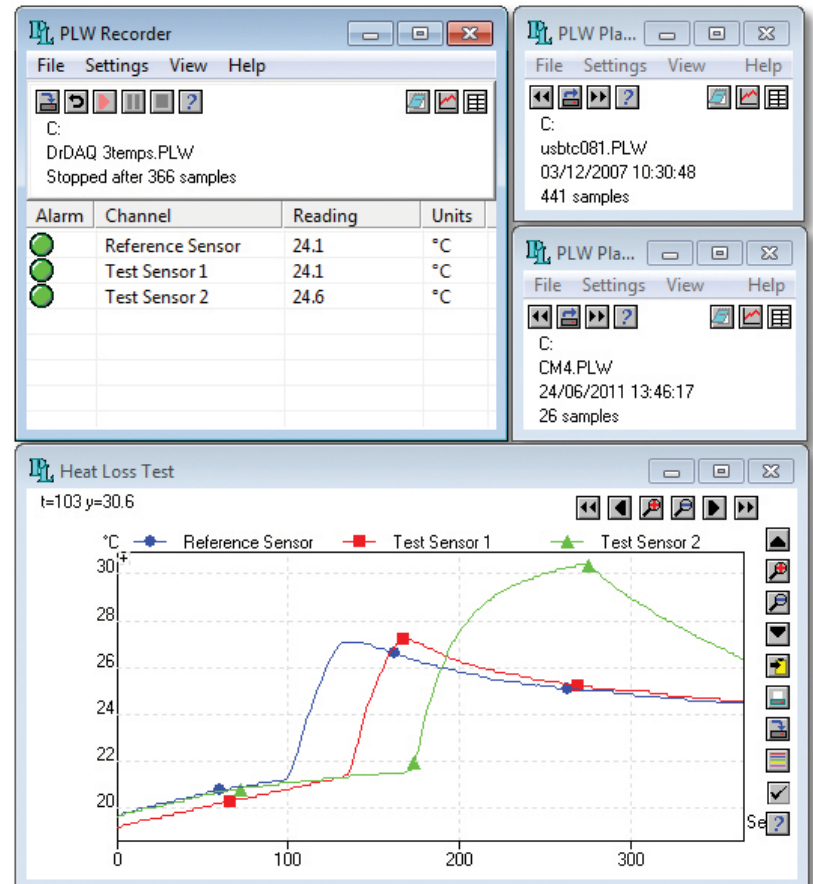 PLW Recorder
File Settings View Help
C:
DrDAQ 3temps.PLW
Stopped after 366 samples
Alarm Channel Reading Units
Reference Sensor 24.1 °C
Test Sensor 1 24.1 °C
Test Sensor 2 24.6 °C
PLW Pla...
File Settings View Help
C:
usbtc081.PLW
03/12/2007 10:30:48
441 samples
PLW Pla...
File Settings View Help
C:
CM4.PLW
24/06/2011 13:46:17
26 samples
Heat Loss Test
t=103 y=30.6
°C Reference Sensor Test Sensor 1 Test Sensor 2
30
28
26
24
22
20
Se
0 100 200 300